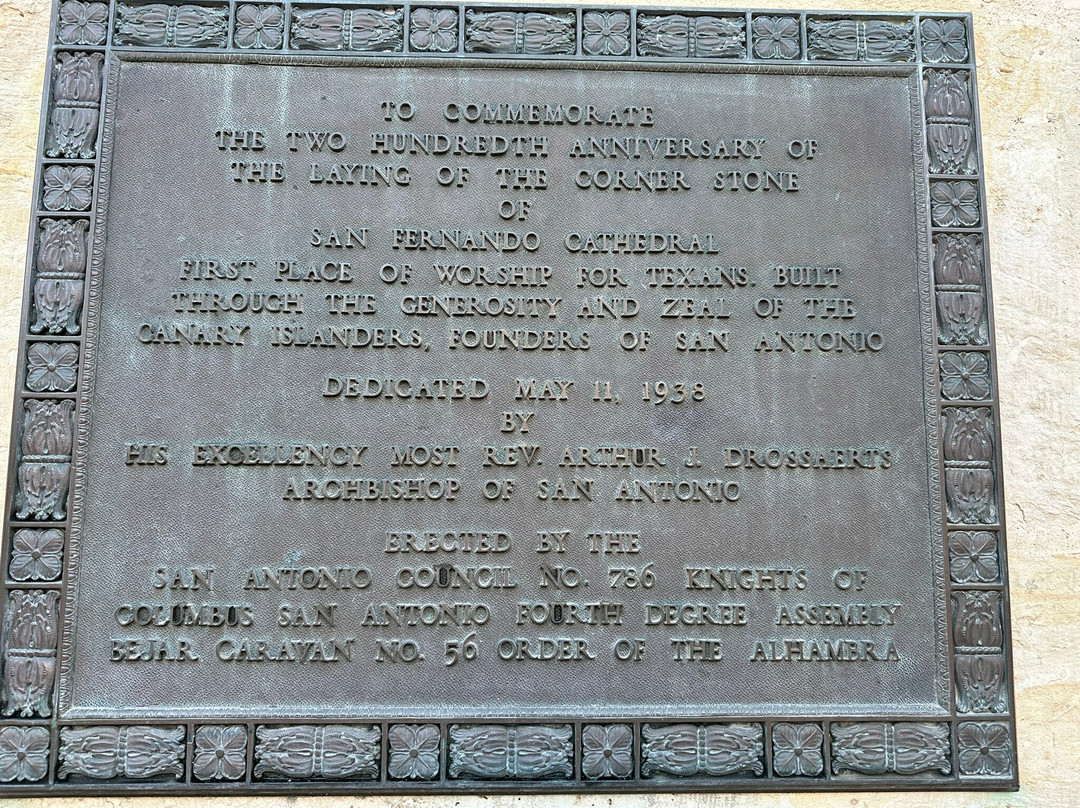 TO COMMEMORATE
THE TWO HUNDREDTH ANNIVERSARY OF
THE LAYING OF THE CORNER STONE
OF
SAN FERNANDO CATHEDRAL
FIRST PLACE OF WORSHIP FOR TEXANS. BUILT
THROUGH THE GENEROSITY AND ZEAL OF THE
CANARY ISLANDERS, FOUNDERS OF SAN ANTONIO
DEDICATED MAY 11, 1938
BY
HIS EXCELLENCY MOST REV. ARTHUR J. DROSSAERTS
ARCHBISHOP OF SAN ANTONIO
ERECTED BY THE
SAN ANTONIO COUNCIL NO. 786 KNIGHTS OF
COLUMBUS SAN ANTONIO FOURTH DEGREE ASSEMBLY
BEJAR CARAVAN NO. 56 ORDER OF THE ALHAMBRA